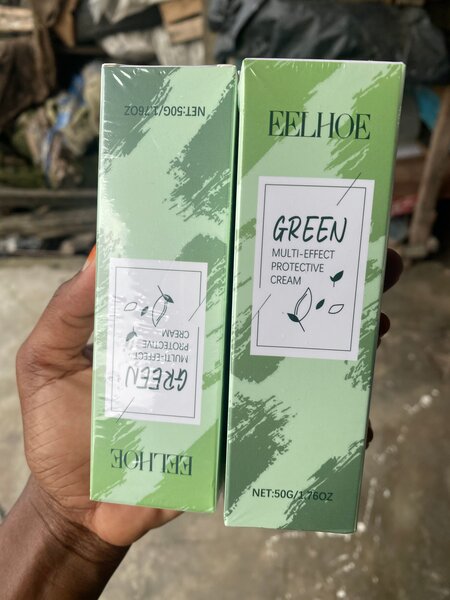 NET:50G/1.76OZ
GREEN
MULTI-EFFECT
PROTECTIVE
CREAM
EELHOE
EELHOE
GREEN
MULTI-EFFECT
PROTECTIVE
CREAM
NET:50G/1.76OZ